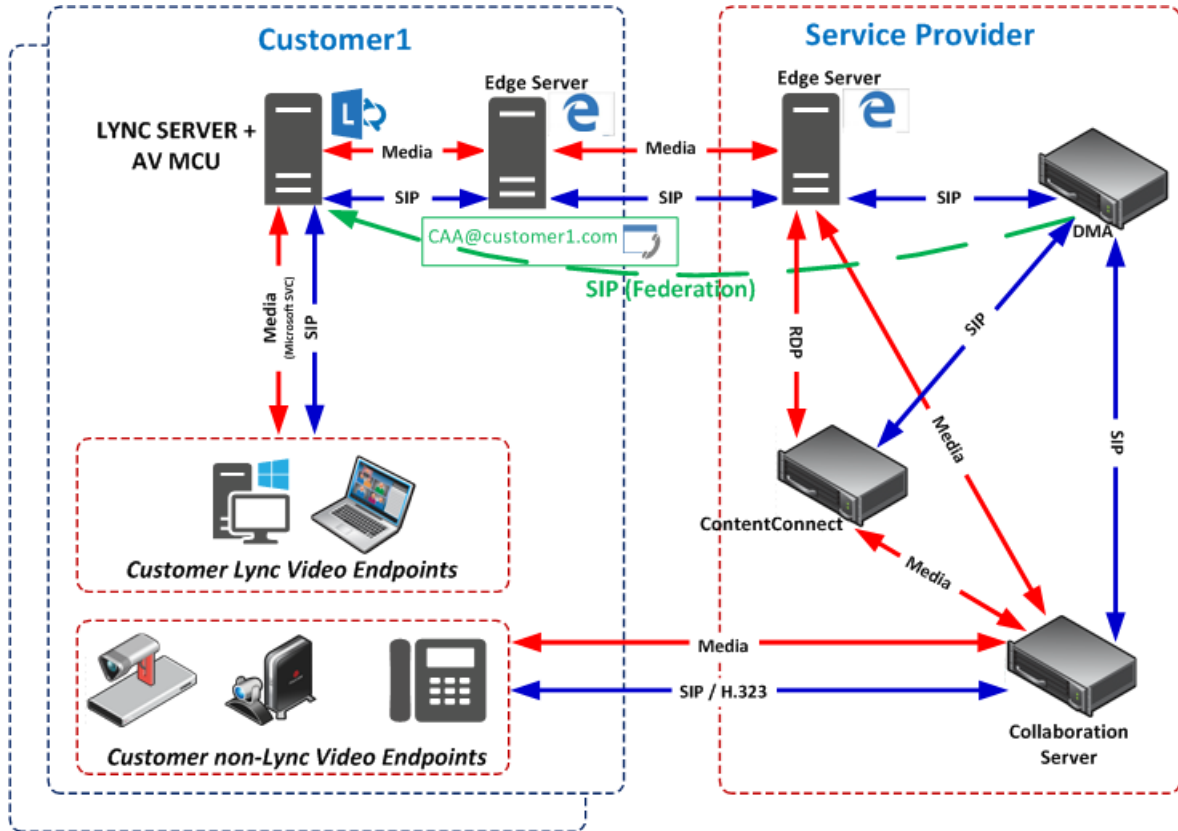 Customer1
Service Provider
Edge Server
Edge Server
LYNC SERVER +
AV MCU
L
Media
Media
SIP
SIP
SIP
DMA
CAA@customer1.com
SIP (Federation)
Media
(Microsoft SVC)
SIP
RDP
SIP
Media
SIP
ContentConnect
Media
Customer Lync Video Endpoints
Media
SIP / H.323
Customer non-Lync Video Endpoints
Collaboration
Server